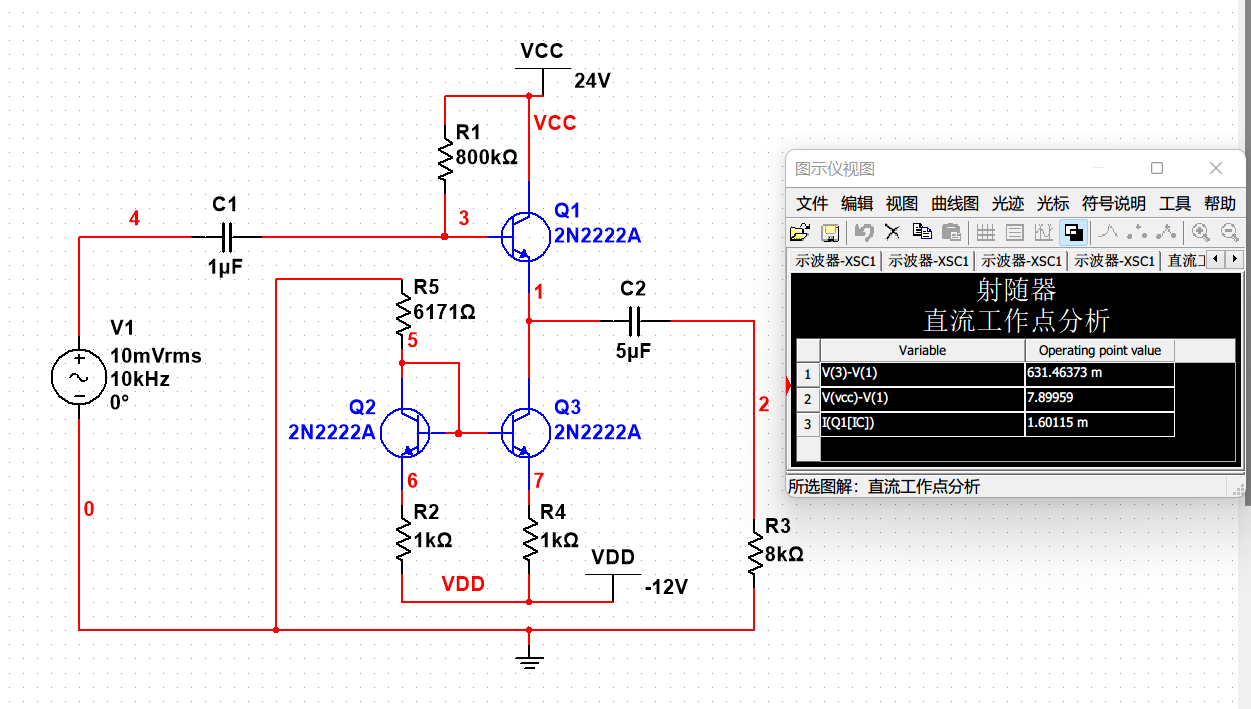 VCC
24V
VCC
R1
800kΩ
C1
4
3
1µF
Q1
2N2222A
R5
6171Ω
1
C2
5µF
5
V1
10mVrms
10kHz
0°
Q2
2N2222A
Q3
2N2222A
2
6
7
0
R2
1kΩ
R4
1kΩ
VDD
-12V
VDD
R3
8kΩ
图示仪视图
文件 编辑 视图 曲线图 光迹 光标 符号说明 工具 帮助
示波器-XSC1 示波器-XSC1 示波器-XSC1 示波器-XSC1 直流工
射随器
直流工作点分析
Variable Operating point value
1 V(3)-V(1) 631.46373 m
2 V(vcc)-V(1) 7.89959
3 I(Q1[IC]) 1.60115 m
所选图解：直流工作点分析